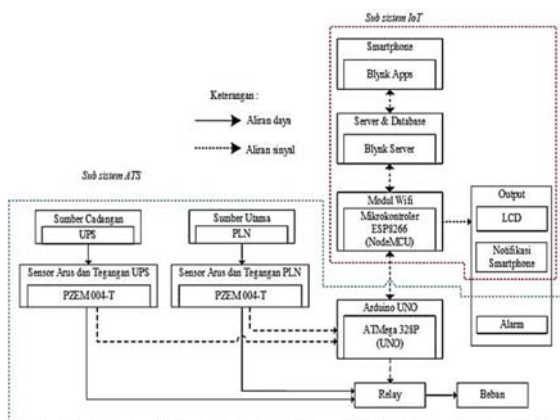 Sub sistem IoT
Smartphone
Blynk Apps
Keterangan :
Aliran daya
Aliran sinyal
Server & Database
Blynk Server
Sub sistem ATS
Modul Wifi
Mikrokontroler
ESP8266
(NodeMCU)
Output
LCD
Notifikasi
Smartphone
Alarm
Sumber Cadangan
UPS
Sumber Utama
PLN
Sensor Arus dan Tegangan UPS
PZEM 004-T
Sensor Arus dan Tegangan PLN
PZEM 004-T
Arduino UNO
ATMega 328P
(UNO)
Relay
Beban